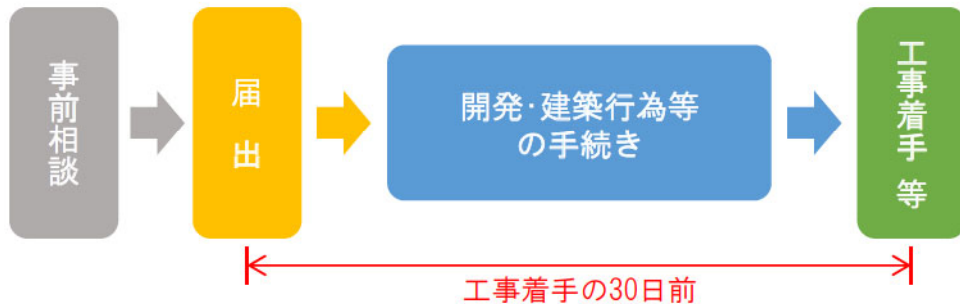 事前相談
届出
開発・建築行為等
の手続き
工事着手 等
工事着手の30日前